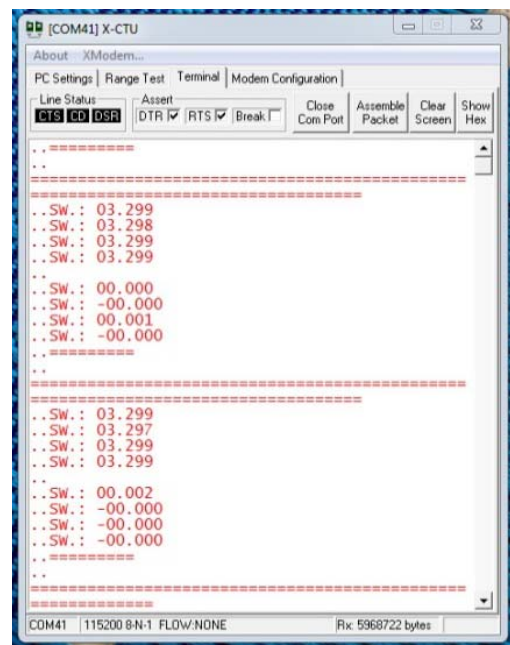 [COM41] X-CTU
About XModem...
PC Settings Range Test Terminal Modem Configuration
Line Status Assert
CTS CD DSR DTR RTS Break Close Com Port Assemble Packet Clear Screen Show Hex
..=========
..
==================================================
======================================
..SW.: 03.299
..SW.: 03.298
..SW.: 03.299
..SW.: 03.299
..
..SW.: 00.000
..SW.: -00.000
..SW.: 00.001
..SW.: -00.000
..=========
..
==================================================
======================================
..SW.: 03.299
..SW.: 03.297
..SW.: 03.299
..SW.: 03.299
..
..SW.: 00.002
..SW.: -00.000
..SW.: -00.000
..SW.: -00.000
..=========
..
==================================================
==============
COM41 115200 8-N-1 FLOW:NONE Rx: 5968722 bytes